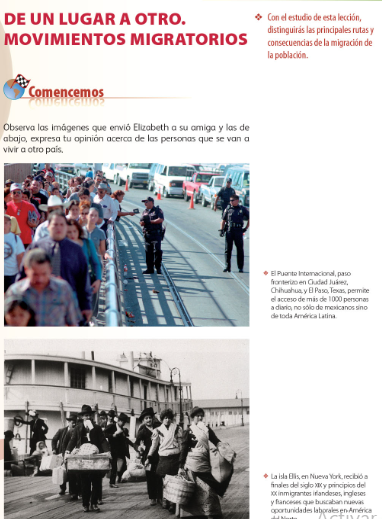 DE UN LUGAR A OTRO.
MOVIMIENTOS MIGRATORIOS
❖ Con el estudio de esta lección,
distinguirás las principales rutas y
consecuencias de la migración de
la población.
Comencemos
Observa las imágenes que envió Elizabeth a su amiga y las de
abajo, expresa tu opinión acerca de las personas que se van a
vivir a otro país,
❖ El Puente Internacional, paso
fronterizo en Ciudad Juárez,
Chihuahua, y El Paso, Texas, permite
el acceso de más de 1000 personas
a diario, no sólo de mexicanos sino
de toda América Latina.
❖ La isla Ellis, en Nueva York, recibió a
finales del siglo XIX y principios del
XX inmigrantes irlandeses, ingleses
y franceses que buscaban nuevas
oportunidades laborales en América
del Norte.
Activar